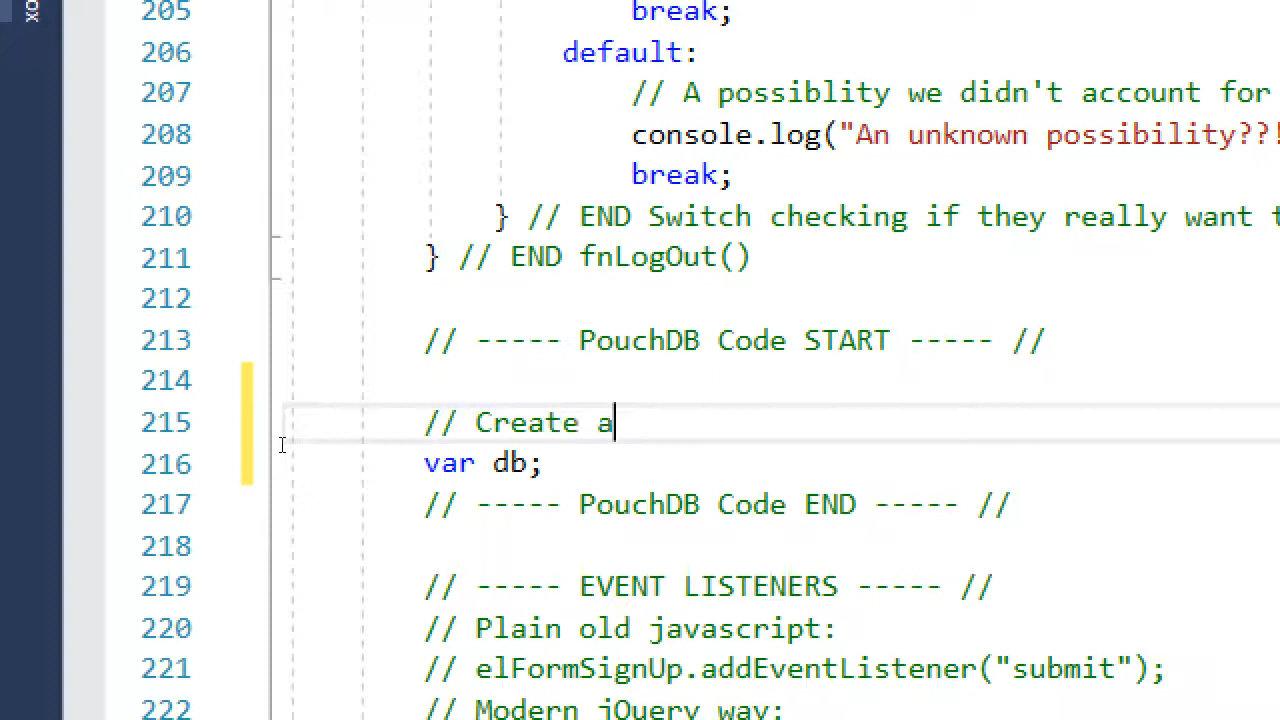 205 break;
206 default:
207 // A possiblity we didn't account for
208 console.log("An unknown possibility??!
209 break;
210 } // END Switch checking if they really want t
211 } // END fnLogOut()
212
213 // ----- PouchDB Code START ----- //
214
215 // Create a
216 var db;
217 // ----- PouchDB Code END ----- //
218
219 // ----- EVENT LISTENERS ----- //
220 // Plain old javascript:
221 // elFormSignUp.addEventListener("submit");
222 // Modern jQuery way: